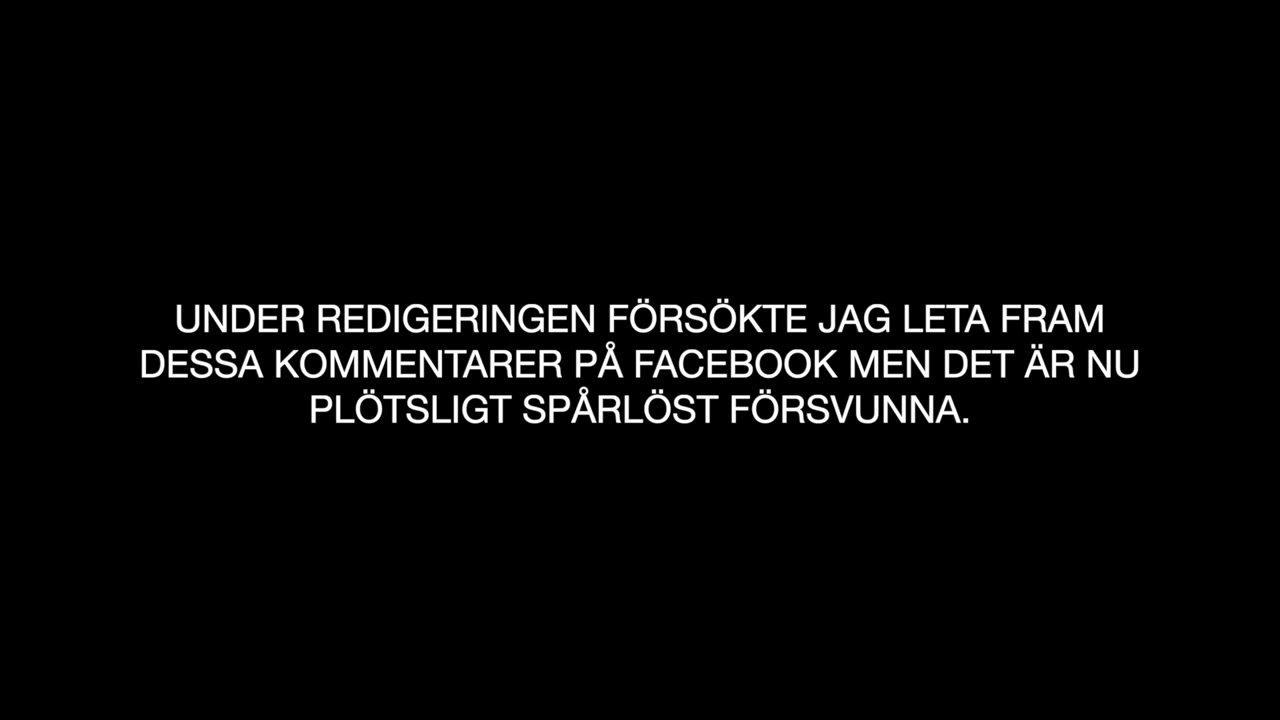 UNDER REDIGERINGEN FÖRSÖKTE JAG LETA FRAM
DESSA KOMMENTARER PÅ FACEBOOK MEN DET ÄR NU
PLÖTSLIGT SPÅRLÖST FÖRSVUNNA.